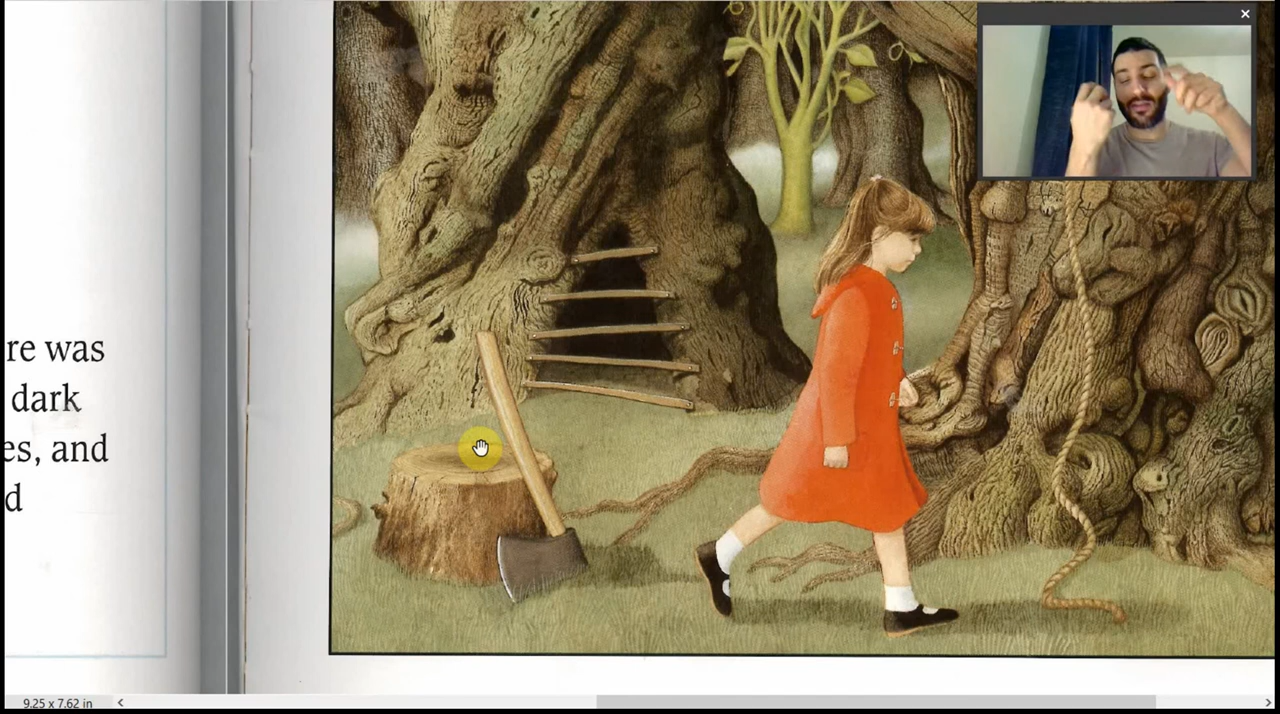 re was
dark
es, and
d
9.25 x 7.62 in